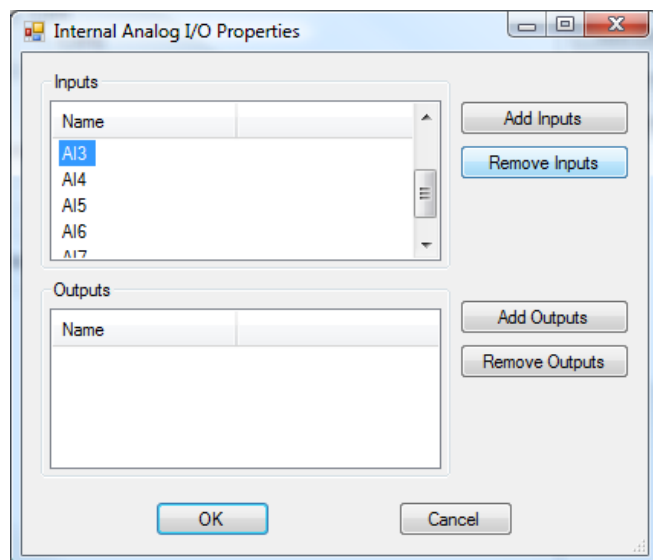 Internal Analog I/O Properties
Inputs
Name
AI3
AI4
AI5
AI6
AI7
Add Inputs
Remove Inputs
Outputs
Name
Add Outputs
Remove Outputs
OK
Cancel